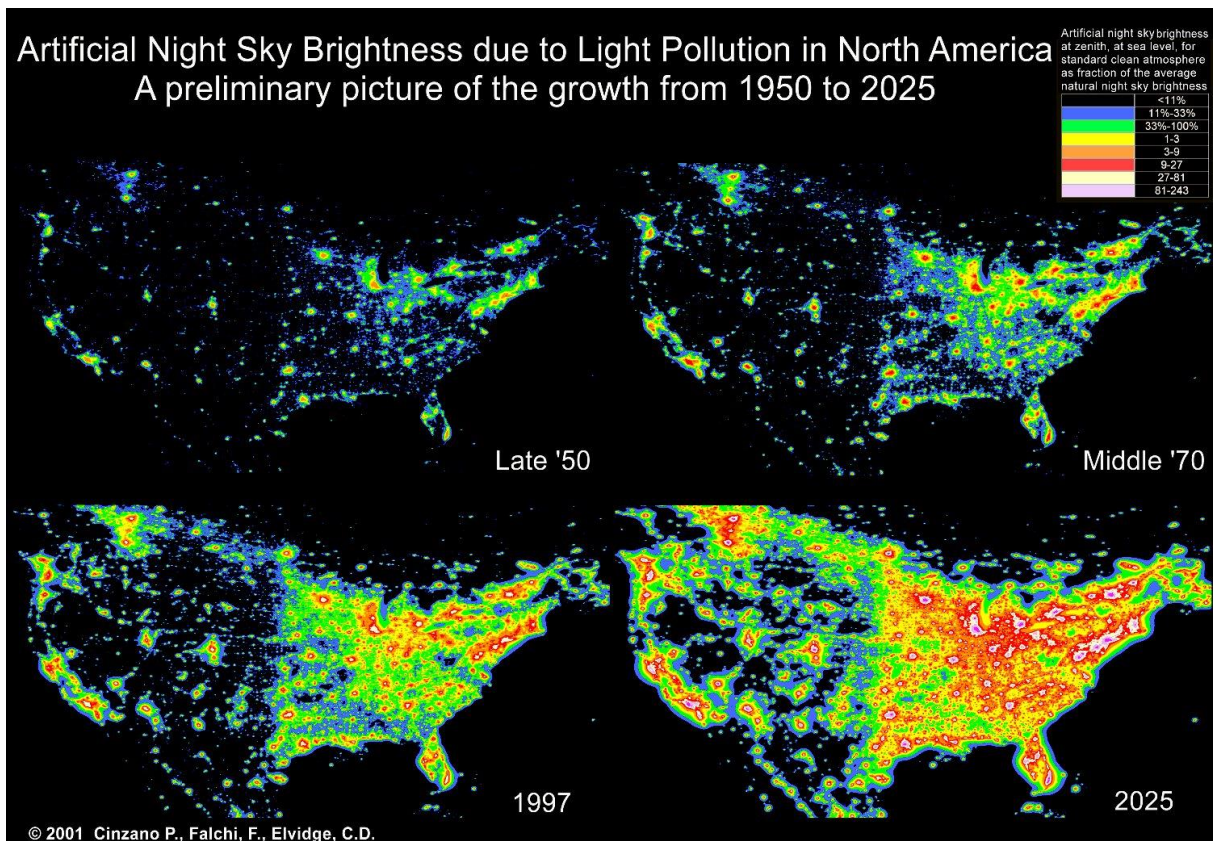 Artificial Night Sky Brightness due to Light Pollution in North America
A preliminary picture of the growth from 1950 to 2025
Artificial night sky brightness
at zenith, at sea level, for
standard clean atmosphere
as fraction of the average
natural night sky brightness
<11%
11%-33%
33%-100%
1-3
3-9
9-27
27-81
81-243
Late '50
Middle '70
1997
2025
© 2001 Cinzano P., Falchi, F., Elvidge, C.D.